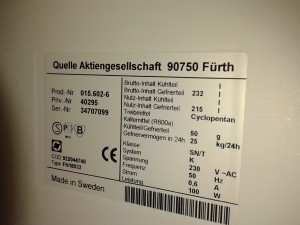 Quelle Aktiengesellschaft 90750 Fürth
Prod.-Nr 015.602-6
Priv.-Nr 40295
Ser.-Nr 34707099
Brutto-Inhalt Kühlteil l
Brutto-Inhalt Gefrierteil 232 l
Nutz-Inhalt Kühlteil l
Nutz-Inhalt Gefrierteil 215 l
Treibmittel Cyclopentan
Kältemittel (R600a)
Kühlteil/Gefrierteil 50 g
Gefriervermögen in 24h 25 kg/24h
Klasse SN/T
System K
Frequenz 230 V ~AC
Strom 50 Hz
0,6 A
100 W
COD 922044740
Made in Sweden